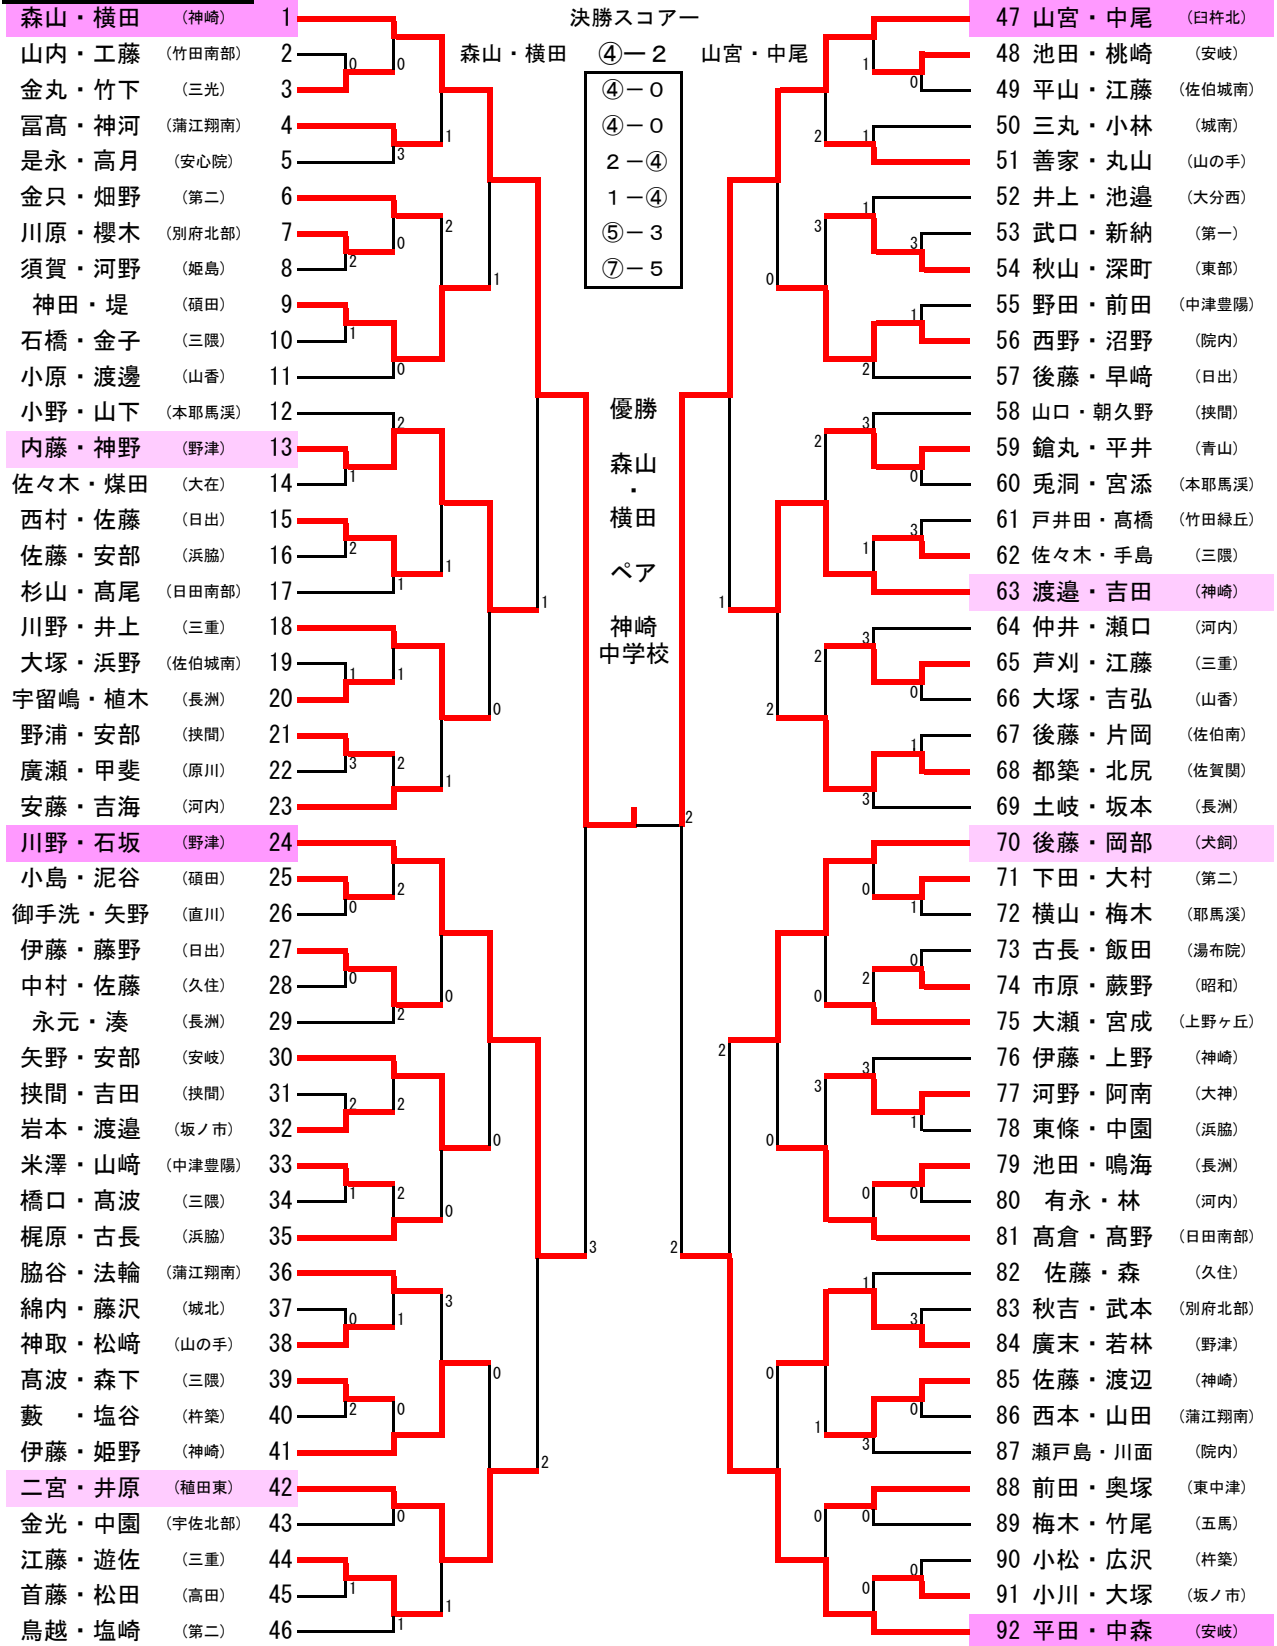 決勝スコアー
森山・横田 ④－2 山宮・中尾
④－0
④－0
2－④
1－④
⑤－3
⑦－5
優勝
森山
・
横田
ペア
神崎
中学校
森山・横田 (神崎) 1
山内・工藤 (竹田南部) 2
金丸・竹下 (三光) 3
冨髙・神河 (蒲江翔南) 4
是永・高月 (安心院) 5
金只・畑野 (第二) 6
川原・櫻木 (別府北部) 7
須賀・河野 (姫島) 8
神田・堤 (碩田) 9
石橋・金子 (三隈) 10
小原・渡邊 (山香) 11
小野・山下 (本耶馬渓) 12
内藤・神野 (野津) 13
佐々木・煤田 (大在) 14
西村・佐藤 (日出) 15
佐藤・安部 (浜脇) 16
杉山・髙尾 (日田南部) 17
川野・井上 (三重) 18
大塚・浜野 (佐伯城南) 19
宇留嶋・植木 (長洲) 20
野浦・安部 (挟間) 21
廣瀬・甲斐 (原川) 22
安藤・吉海 (河内) 23
川野・石坂 (野津) 24
小島・泥谷 (碩田) 25
御手洗・矢野 (直川) 26
伊藤・藤野 (日出) 27
中村・佐藤 (久住) 28
永元・湊 (長洲) 29
矢野・安部 (安岐) 30
挟間・吉田 (挟間) 31
岩本・渡邉 (坂ノ市) 32
米澤・山﨑 (中津豊陽) 33
橋口・髙波 (三隈) 34
梶原・古長 (浜脇) 35
脇谷・法輪 (蒲江翔南) 36
綿内・藤沢 (城北) 37
神取・松﨑 (山の手) 38
髙波・森下 (三隈) 39
藪　・塩谷 (杵築) 40
伊藤・姫野 (神崎) 41
二宮・井原 (稙田東) 42
金光・中園 (宇佐北部) 43
江藤・遊佐 (三重) 44
首藤・松田 (高田) 45
鳥越・塩崎 (第二) 46
47 山宮・中尾 (臼杵北)
48 池田・桃崎 (安岐)
49 平山・江藤 (佐伯城南)
50 三丸・小林 (城南)
51 善家・丸山 (山の手)
52 井上・池邉 (大分西)
53 武口・新納 (第一)
54 秋山・深町 (東部)
55 野田・前田 (中津豊陽)
56 西野・沼野 (院内)
57 後藤・早﨑 (日出)
58 山口・朝久野 (挟間)
59 鎗丸・平井 (青山)
60 兎洞・宮添 (本耶馬渓)
61 戸井田・髙橋 (竹田緑丘)
62 佐々木・手島 (三隈)
63 渡邉・吉田 (神崎)
64 仲井・瀬口 (河内)
65 芦刈・江藤 (三重)
66 大塚・吉弘 (山香)
67 後藤・片岡 (佐伯南)
68 都築・北尻 (佐賀関)
69 土岐・坂本 (長洲)
70 後藤・岡部 (犬飼)
71 下田・大村 (第二)
72 横山・梅木 (耶馬溪)
73 古長・飯田 (湯布院)
74 市原・蕨野 (昭和)
75 大瀬・宮成 (上野ヶ丘)
76 伊藤・上野 (神崎)
77 河野・阿南 (大神)
78 東條・中園 (浜脇)
79 池田・鳴海 (長洲)
80 有永・林 (河内)
81 髙倉・髙野 (日田南部)
82 佐藤・森 (久住)
83 秋吉・武本 (別府北部)
84 廣末・若林 (野津)
85 佐藤・渡辺 (神崎)
86 西本・山田 (蒲江翔南)
87 瀬戸島・川面 (院内)
88 前田・奥塚 (東中津)
89 梅木・竹尾 (五馬)
90 小松・広沢 (杵築)
91 小川・大塚 (坂ノ市)
92 平田・中森 (安岐)